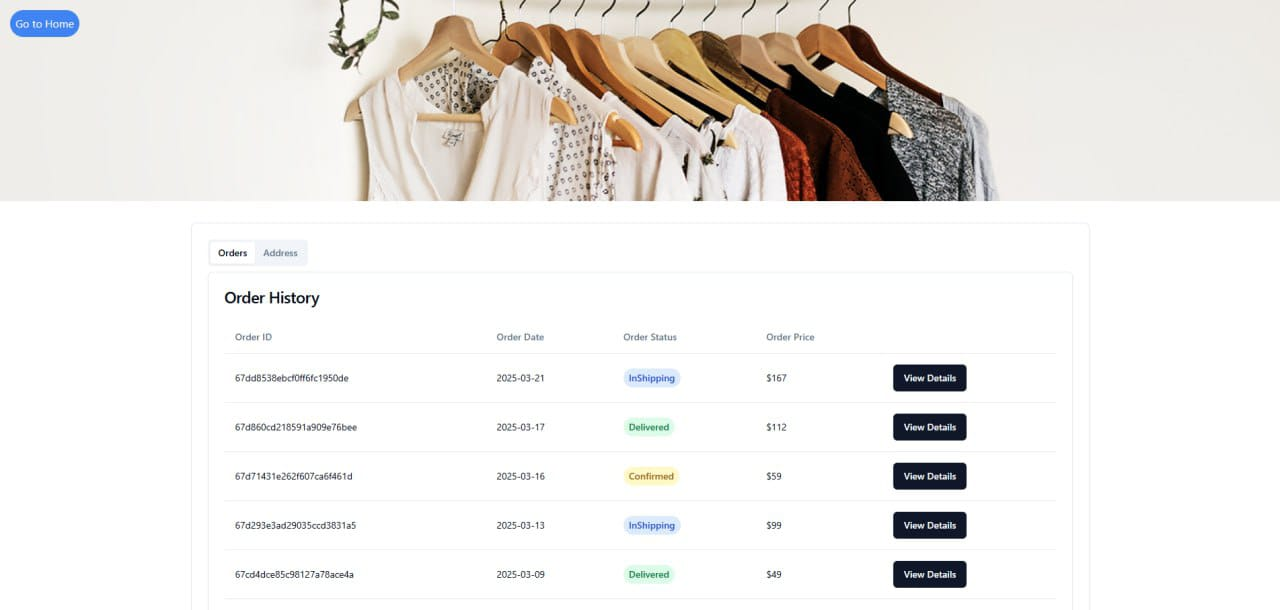 Go to Home
Orders Address
Order History
Order ID Order Date Order Status Order Price
67dd8538ebcf0ff6fc1950de 2025-03-21 InShipping $167 View Details
67d860cd218591a909e76bee 2025-03-17 Delivered $112 View Details
67d71431e262f607ca6f461d 2025-03-16 Confirmed $59 View Details
67d293e3ad29035ccd3831a5 2025-03-13 InShipping $99 View Details
67cd4dce85c98127a78ace4a 2025-03-09 Delivered $49 View Details